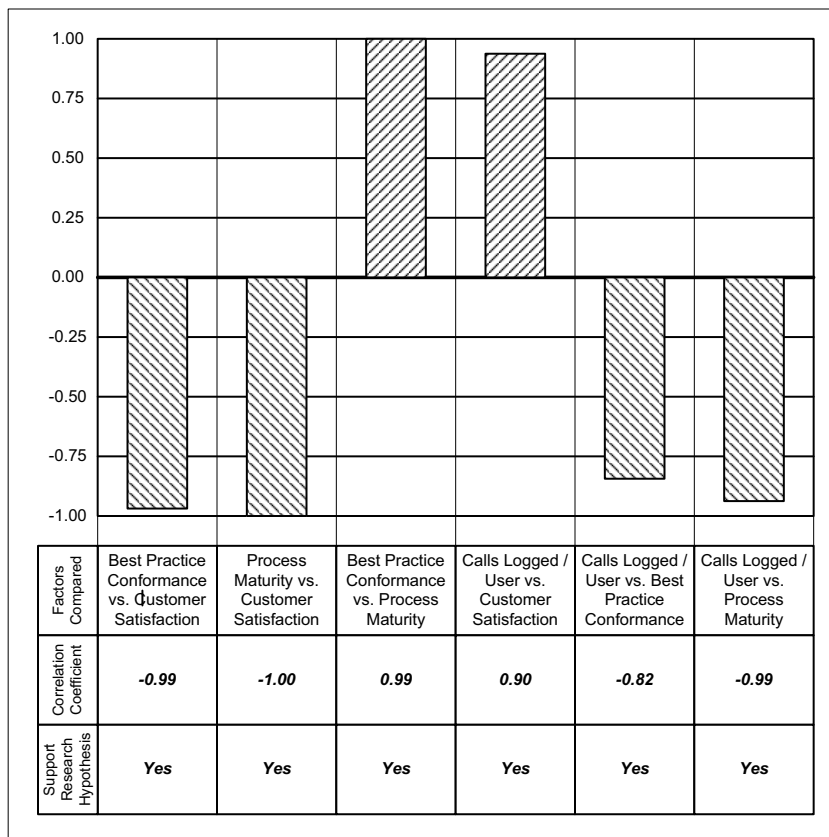 1.00
0.75
0.50
0.25
0.00
-0.25
-0.50
-0.75
-1.00
Factors
Compared
Best Practice
Conformance
vs. Customer
Satisfaction
Process
Maturity vs.
Customer
Satisfaction
Best Practice
Conformance
vs. Process
Maturity
Calls Logged /
User vs.
Customer
Satisfaction
Calls Logged /
User vs. Best
Practice
Conformance
Calls Logged /
User vs.
Process
Maturity
Correlation
Coefficient
-0.99
-1.00
0.99
0.90
-0.82
-0.99
Support
Research
Hypothesis
Yes
Yes
Yes
Yes
Yes
Yes